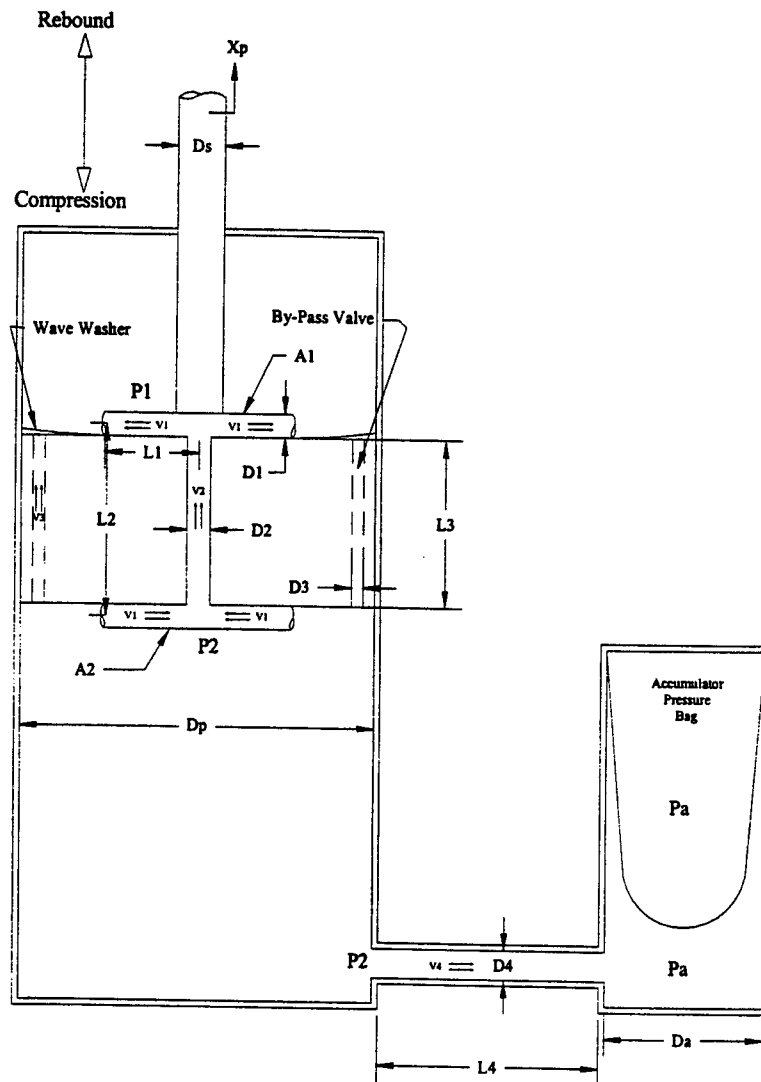 Rebound
Xp
Ds
Compression
Wave Washer
By-Pass Valve
A1
P1
V1
V1
L1
D1
V2
L2
D2
L3
D3
V1
V1
P2
A2
Dp
Accumulator
Pressure
Bag
Pa
P2
V4
D4
Pa
L4
Da